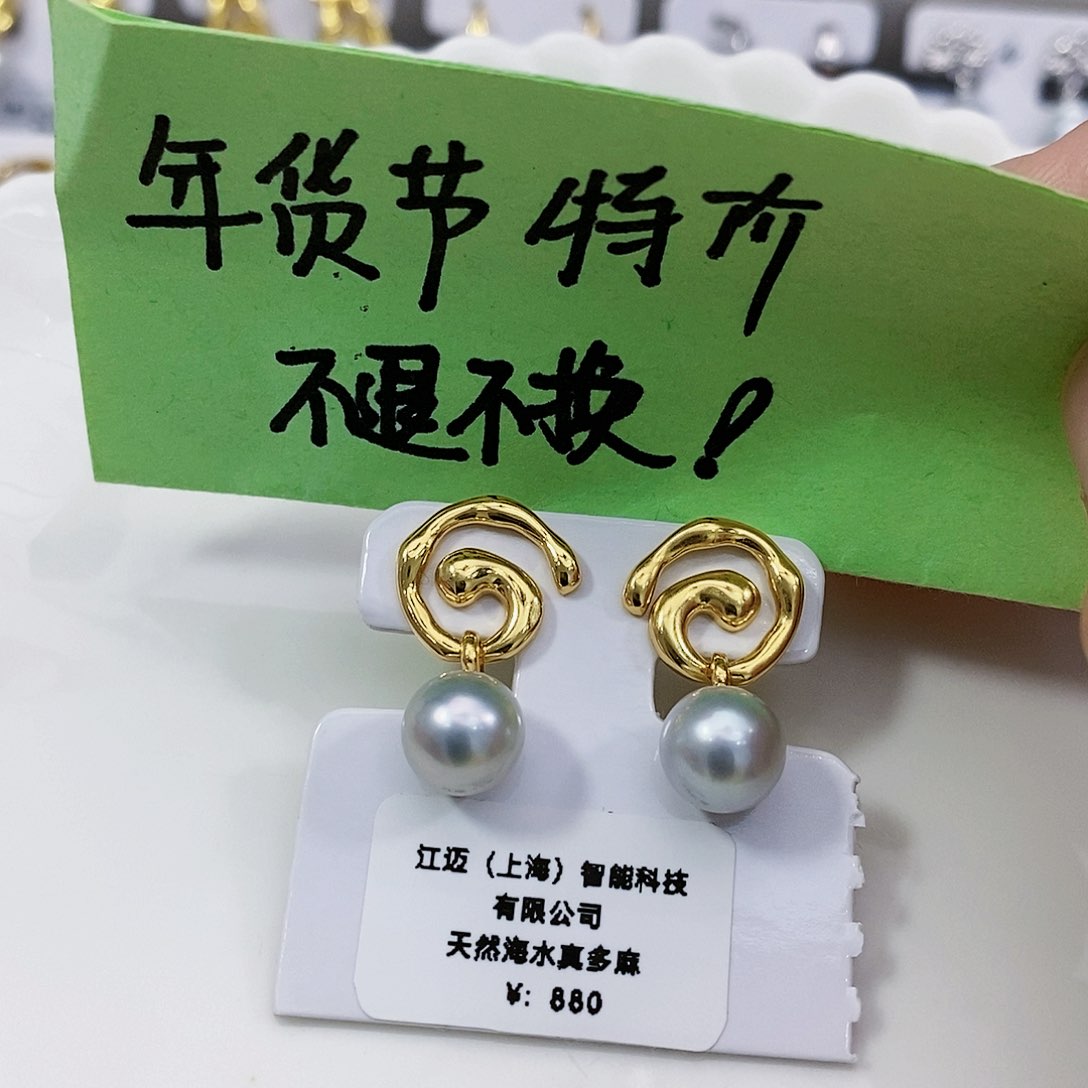 年货节特价
不退不换！
江迈（上海）智能科技
有限公司
天然海水真多麻
¥: 880